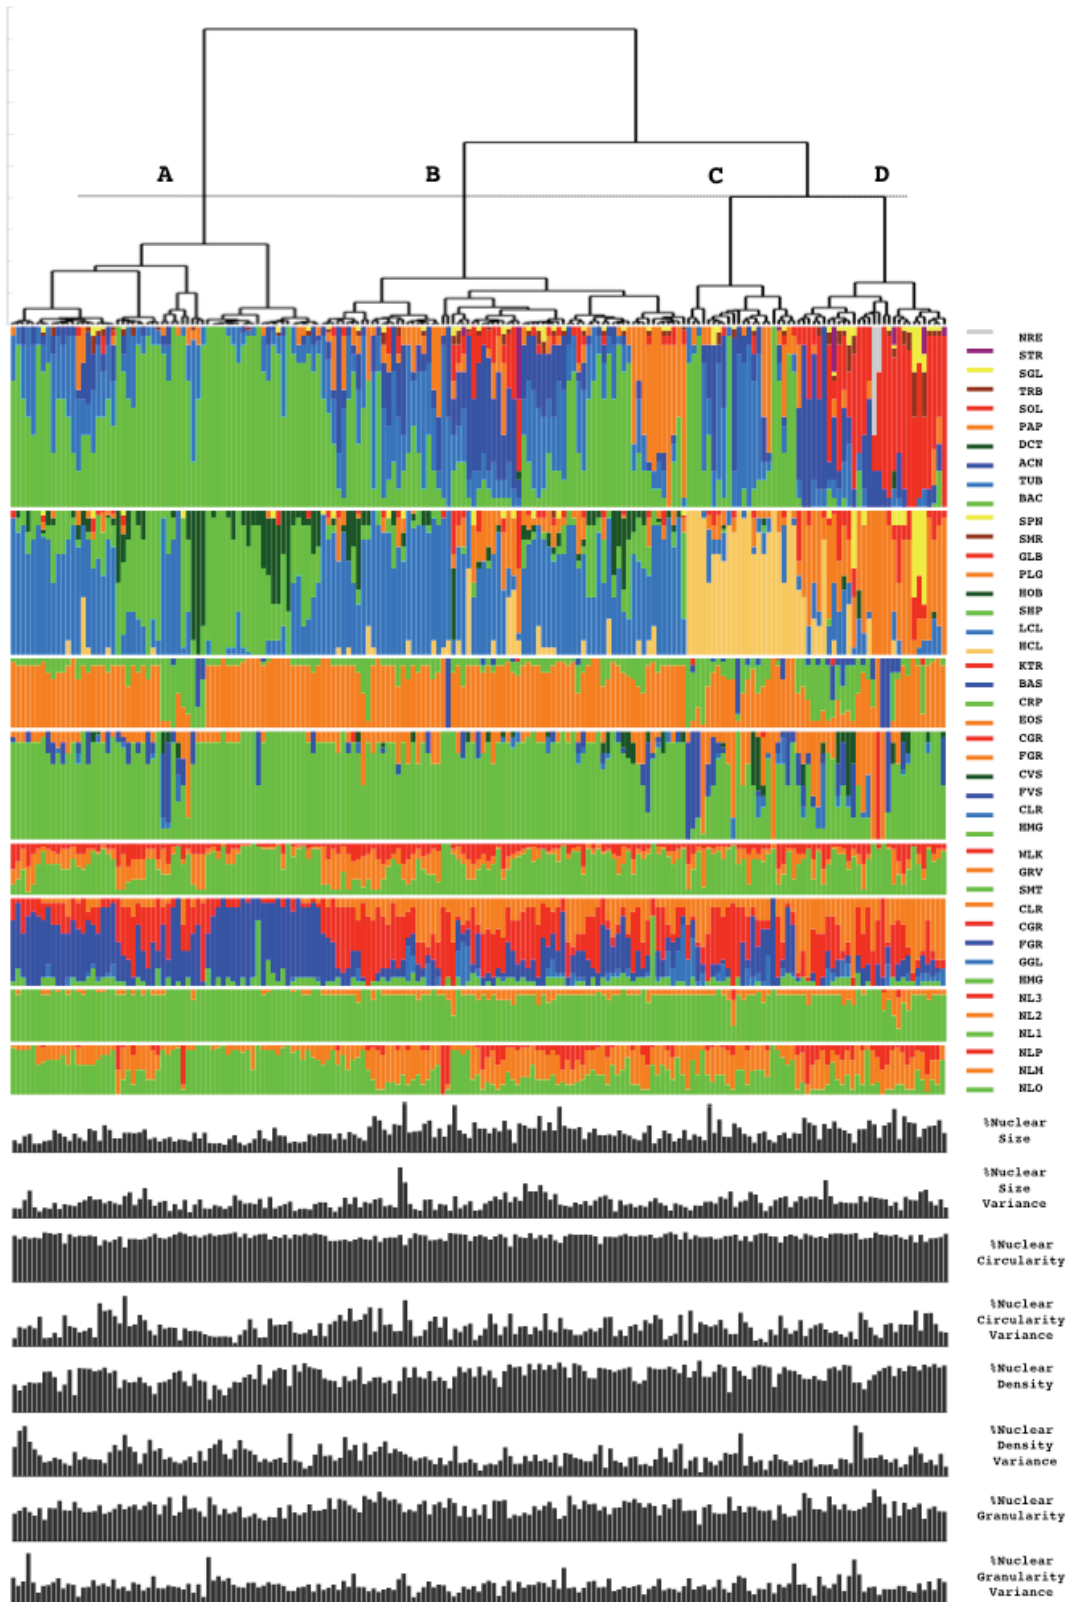 A
B
C
D
NRE
STR
SGL
TRB
SOL
PAP
DCT
ACN
TUB
BAC
SPN
SMR
GLB
PLG
HOB
SHP
LCL
HCL
KTR
BAS
CRP
EOS
CGR
FGR
CVS
FVS
CLR
HMG
WLK
GRV
SMT
CLR
CGR
FGR
GGL
HMG
NL3
NL2
NL1
NLP
NLM
NLO
%Nuclear
Size
%Nuclear
Size
Variance
%Nuclear
Circularity
%Nuclear
Circularity
Variance
%Nuclear
Density
%Nuclear
Density
Variance
%Nuclear
Granularity
%Nuclear
Granularity
Variance